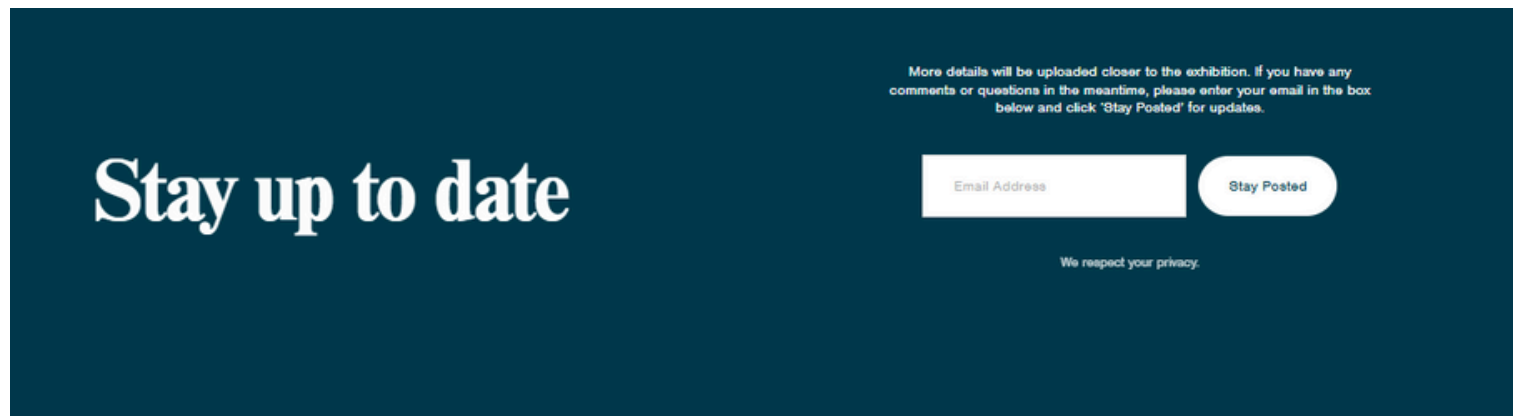 Stay up to date
More details will be uploaded closer to the exhibition. If you have any
comments or questions in the meantime, please enter your email in the box
below and click 'Stay Posted' for updates.
Email Address
Stay Posted
We respect your privacy.